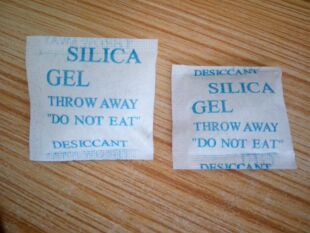 SILICA
GEL
THROW AWAY
"DO NOT EAT"
DESICCANT
DESICCANT
SILICA
GEL
THROW AWAY
"DO NOT EAT"
DESICCANT